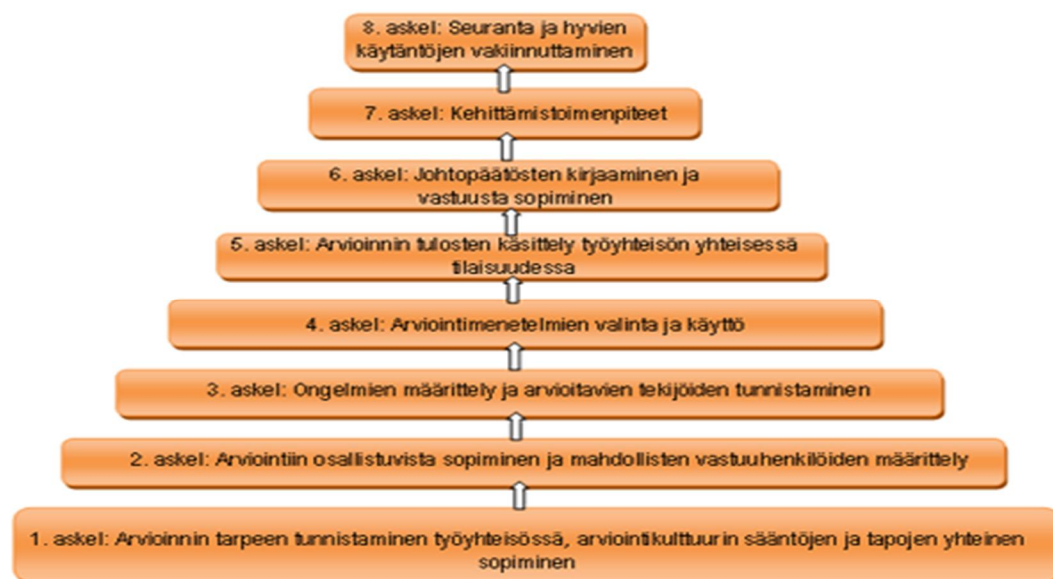 8. askel: Seuranta ja hyvien
käytäntöjen vakiinnuttaminen
7. askel: Kehittämistoimenpiteet
6. askel: Johtopäätösten kirjaaminen ja
vastuusta sopiminen
5. askel: Arvioinnin tulosten käsittely työyhteisön yhteisessä
tilaisuudessa
4. askel: Arviointimenetelmien valinta ja käyttö
3. askel: Ongelmien määrittely ja arvioitavien tekijöiden tunnistaminen
2. askel: Arviointiin osallistuvista sopiminen ja mahdollisten vastuuhenkilöiden määrittely
1. askel: Arvioinnin tarpeen tunnistaminen työyhteisössä, arviointikulttuurin sääntöjen ja tapojen yhteinen
sopiminen